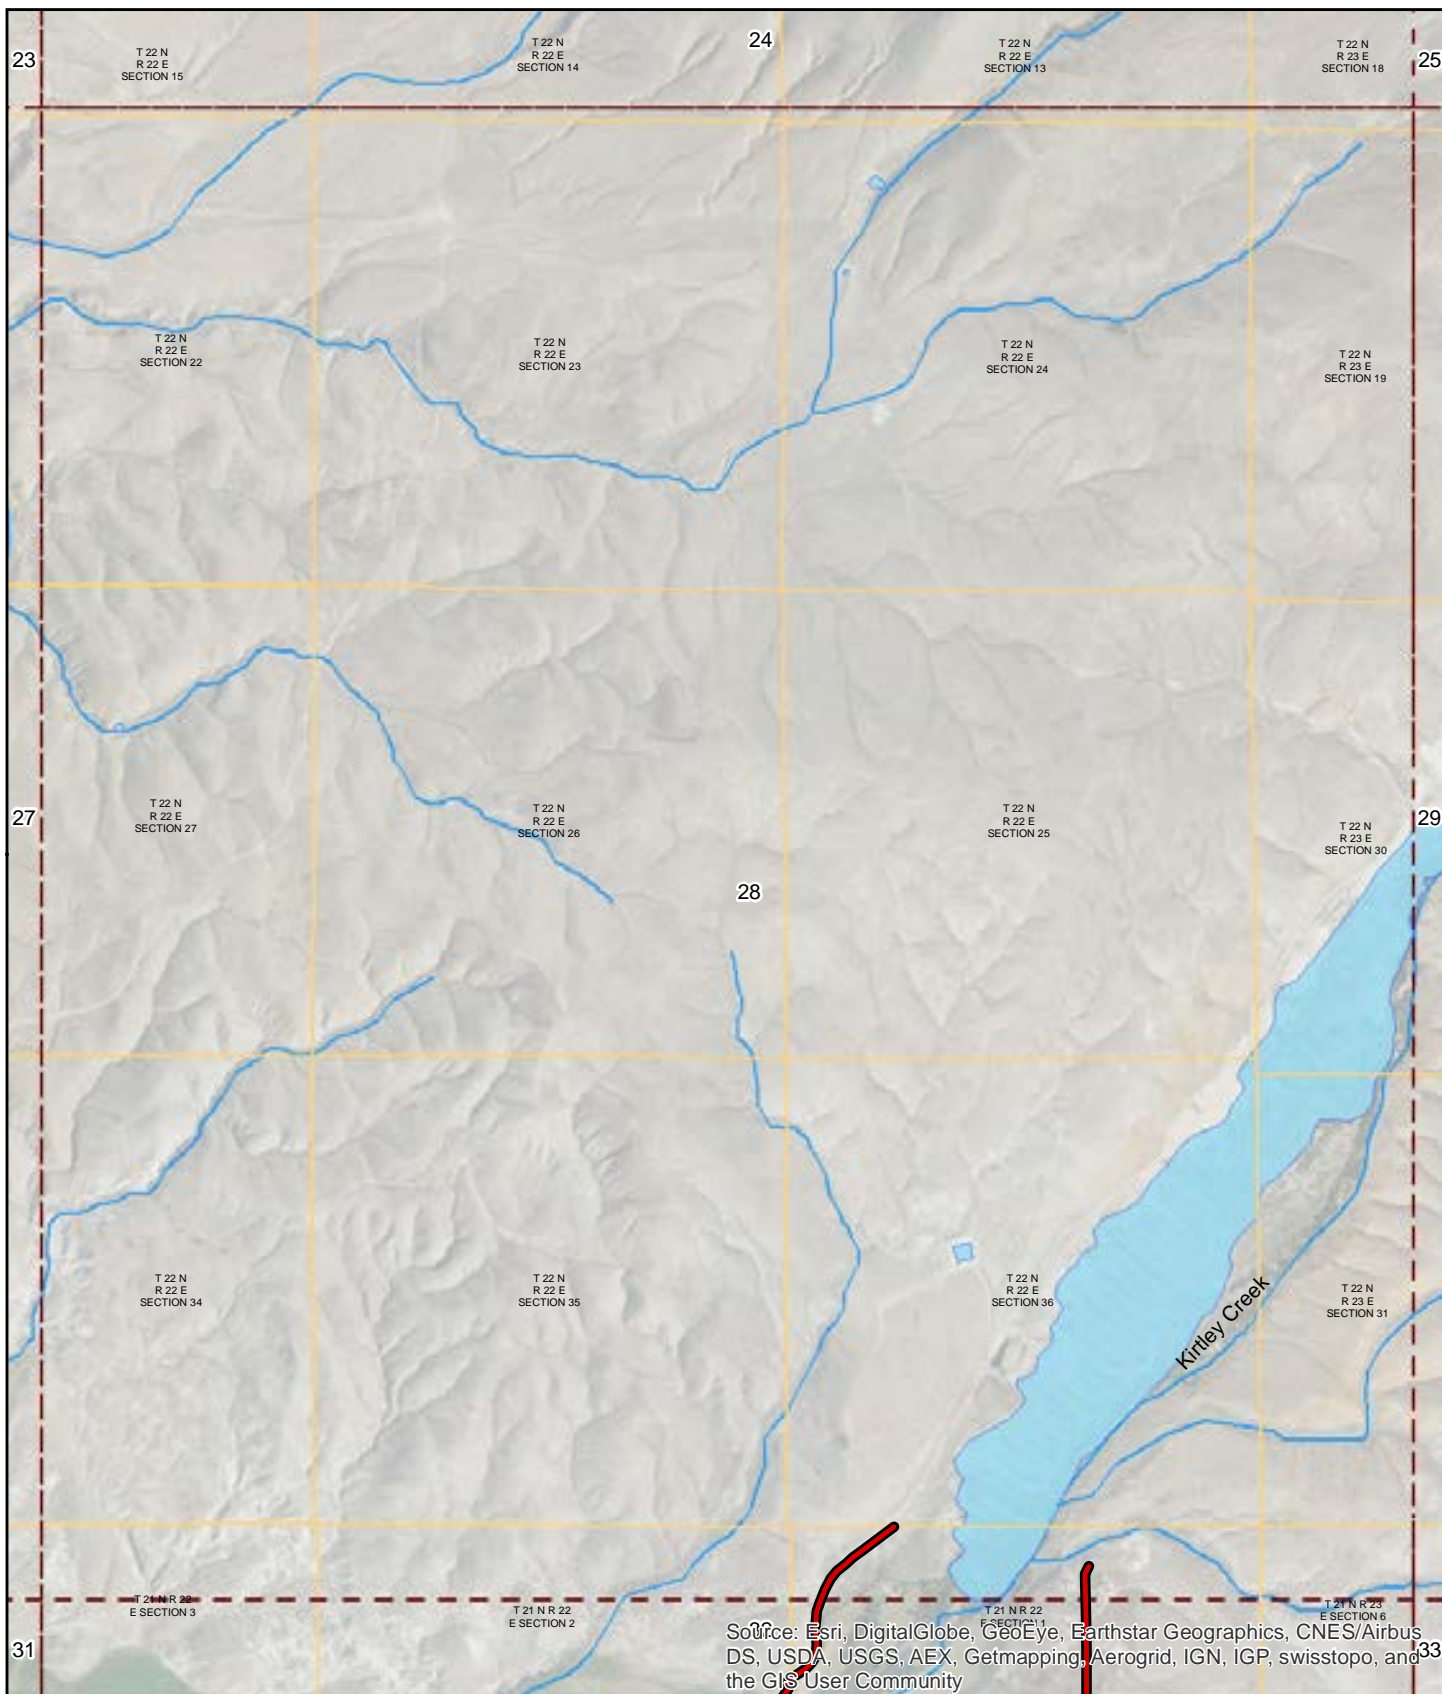 23
T 22 N
R 22 E
SECTION 15
T 22 N
R 22 E
SECTION 14
24
T 22 N
R 22 E
SECTION 13
T 22 N
R 23 E
SECTION 18
25
T 22 N
R 22 E
SECTION 22
T 22 N
R 22 E
SECTION 23
T 22 N
R 22 E
SECTION 24
T 22 N
R 23 E
SECTION 19
27
T 22 N
R 22 E
SECTION 27
T 22 N
R 22 E
SECTION 26
T 22 N
R 22 E
SECTION 25
T 22 N
R 23 E
SECTION 30
29
28
T 22 N
R 22 E
SECTION 34
T 22 N
R 22 E
SECTION 35
T 22 N
R 22 E
SECTION 36
Kirtley Creek
T 22 N
R 23 E
SECTION 31
31
T 21 N R 22
E SECTION 3
T 21 N R 22
E SECTION 2
T 21 N R 22
E SECTION 1
T 21 N R 23
E SECTION 6
33
Source: Esri, DigitalGlobe, GeoEye, Earthstar Geographics, CNES/Airbus
DS, USDA, USGS, AEX, Getmapping, Aerogrid, IGN, IGP, swisstopo, and
the GIS User Community